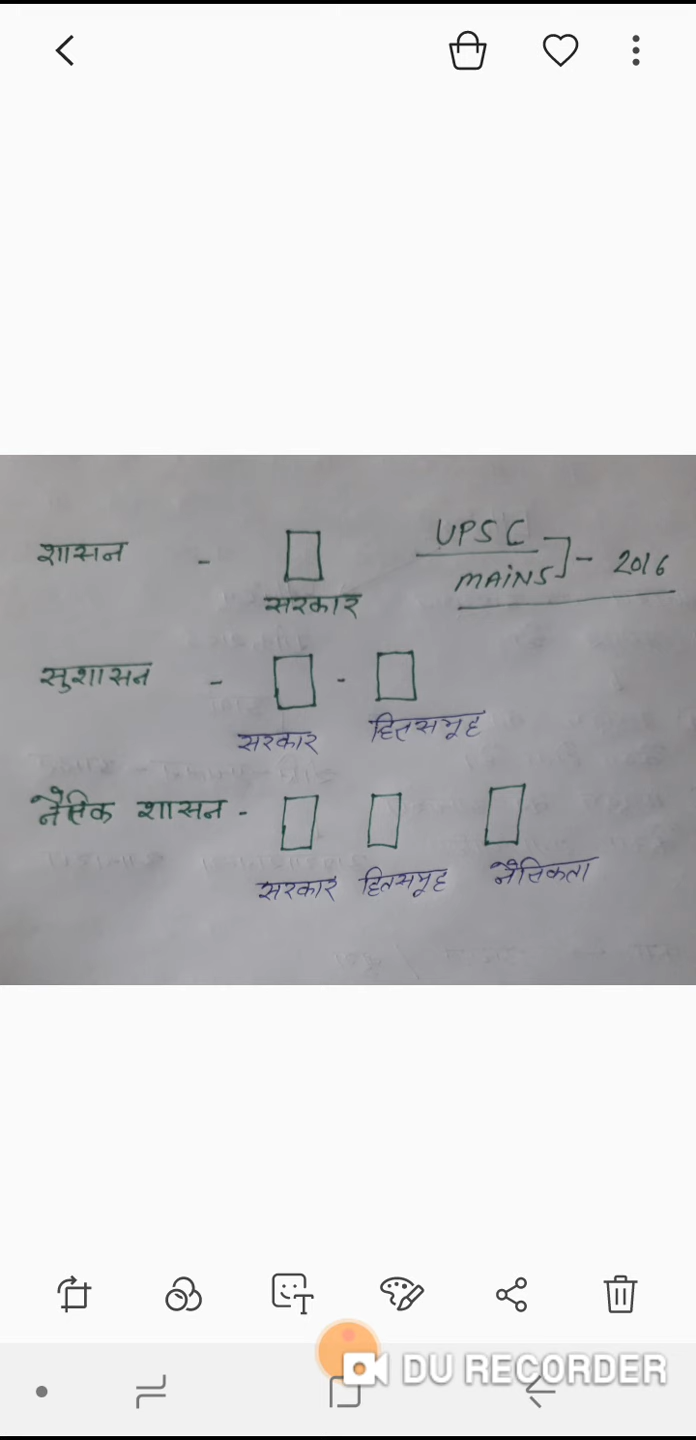 शासन - सरकार
UPSC
MAINS ] - 2016
सुशासन - सरकार - हितसमूह
नैतिक शासन - सरकार हितसमूह नैतिकता
DU RECORDER